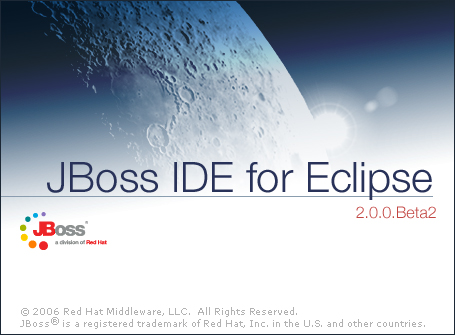 JBoss IDE for Eclipse
2.0.0.Beta2
JBoss®
a division of Red Hat
© 2006 Red Hat Middleware, LLC. All Rights Reserved.
JBoss® is a registered trademark of Red Hat, Inc. in the U.S. and other countries.